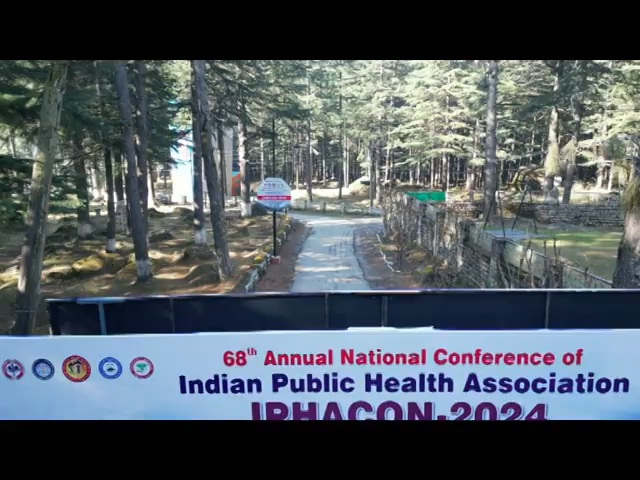 68th Annual National Conference of
Indian Public Health Association
IPHACON-2024